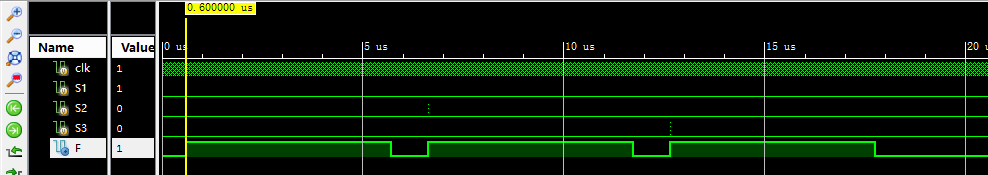 0.600000 us
Name Value 0 us 5 us 10 us 15 us 20 us
clk 1
S1 1
S2 0
S3 0
F 1